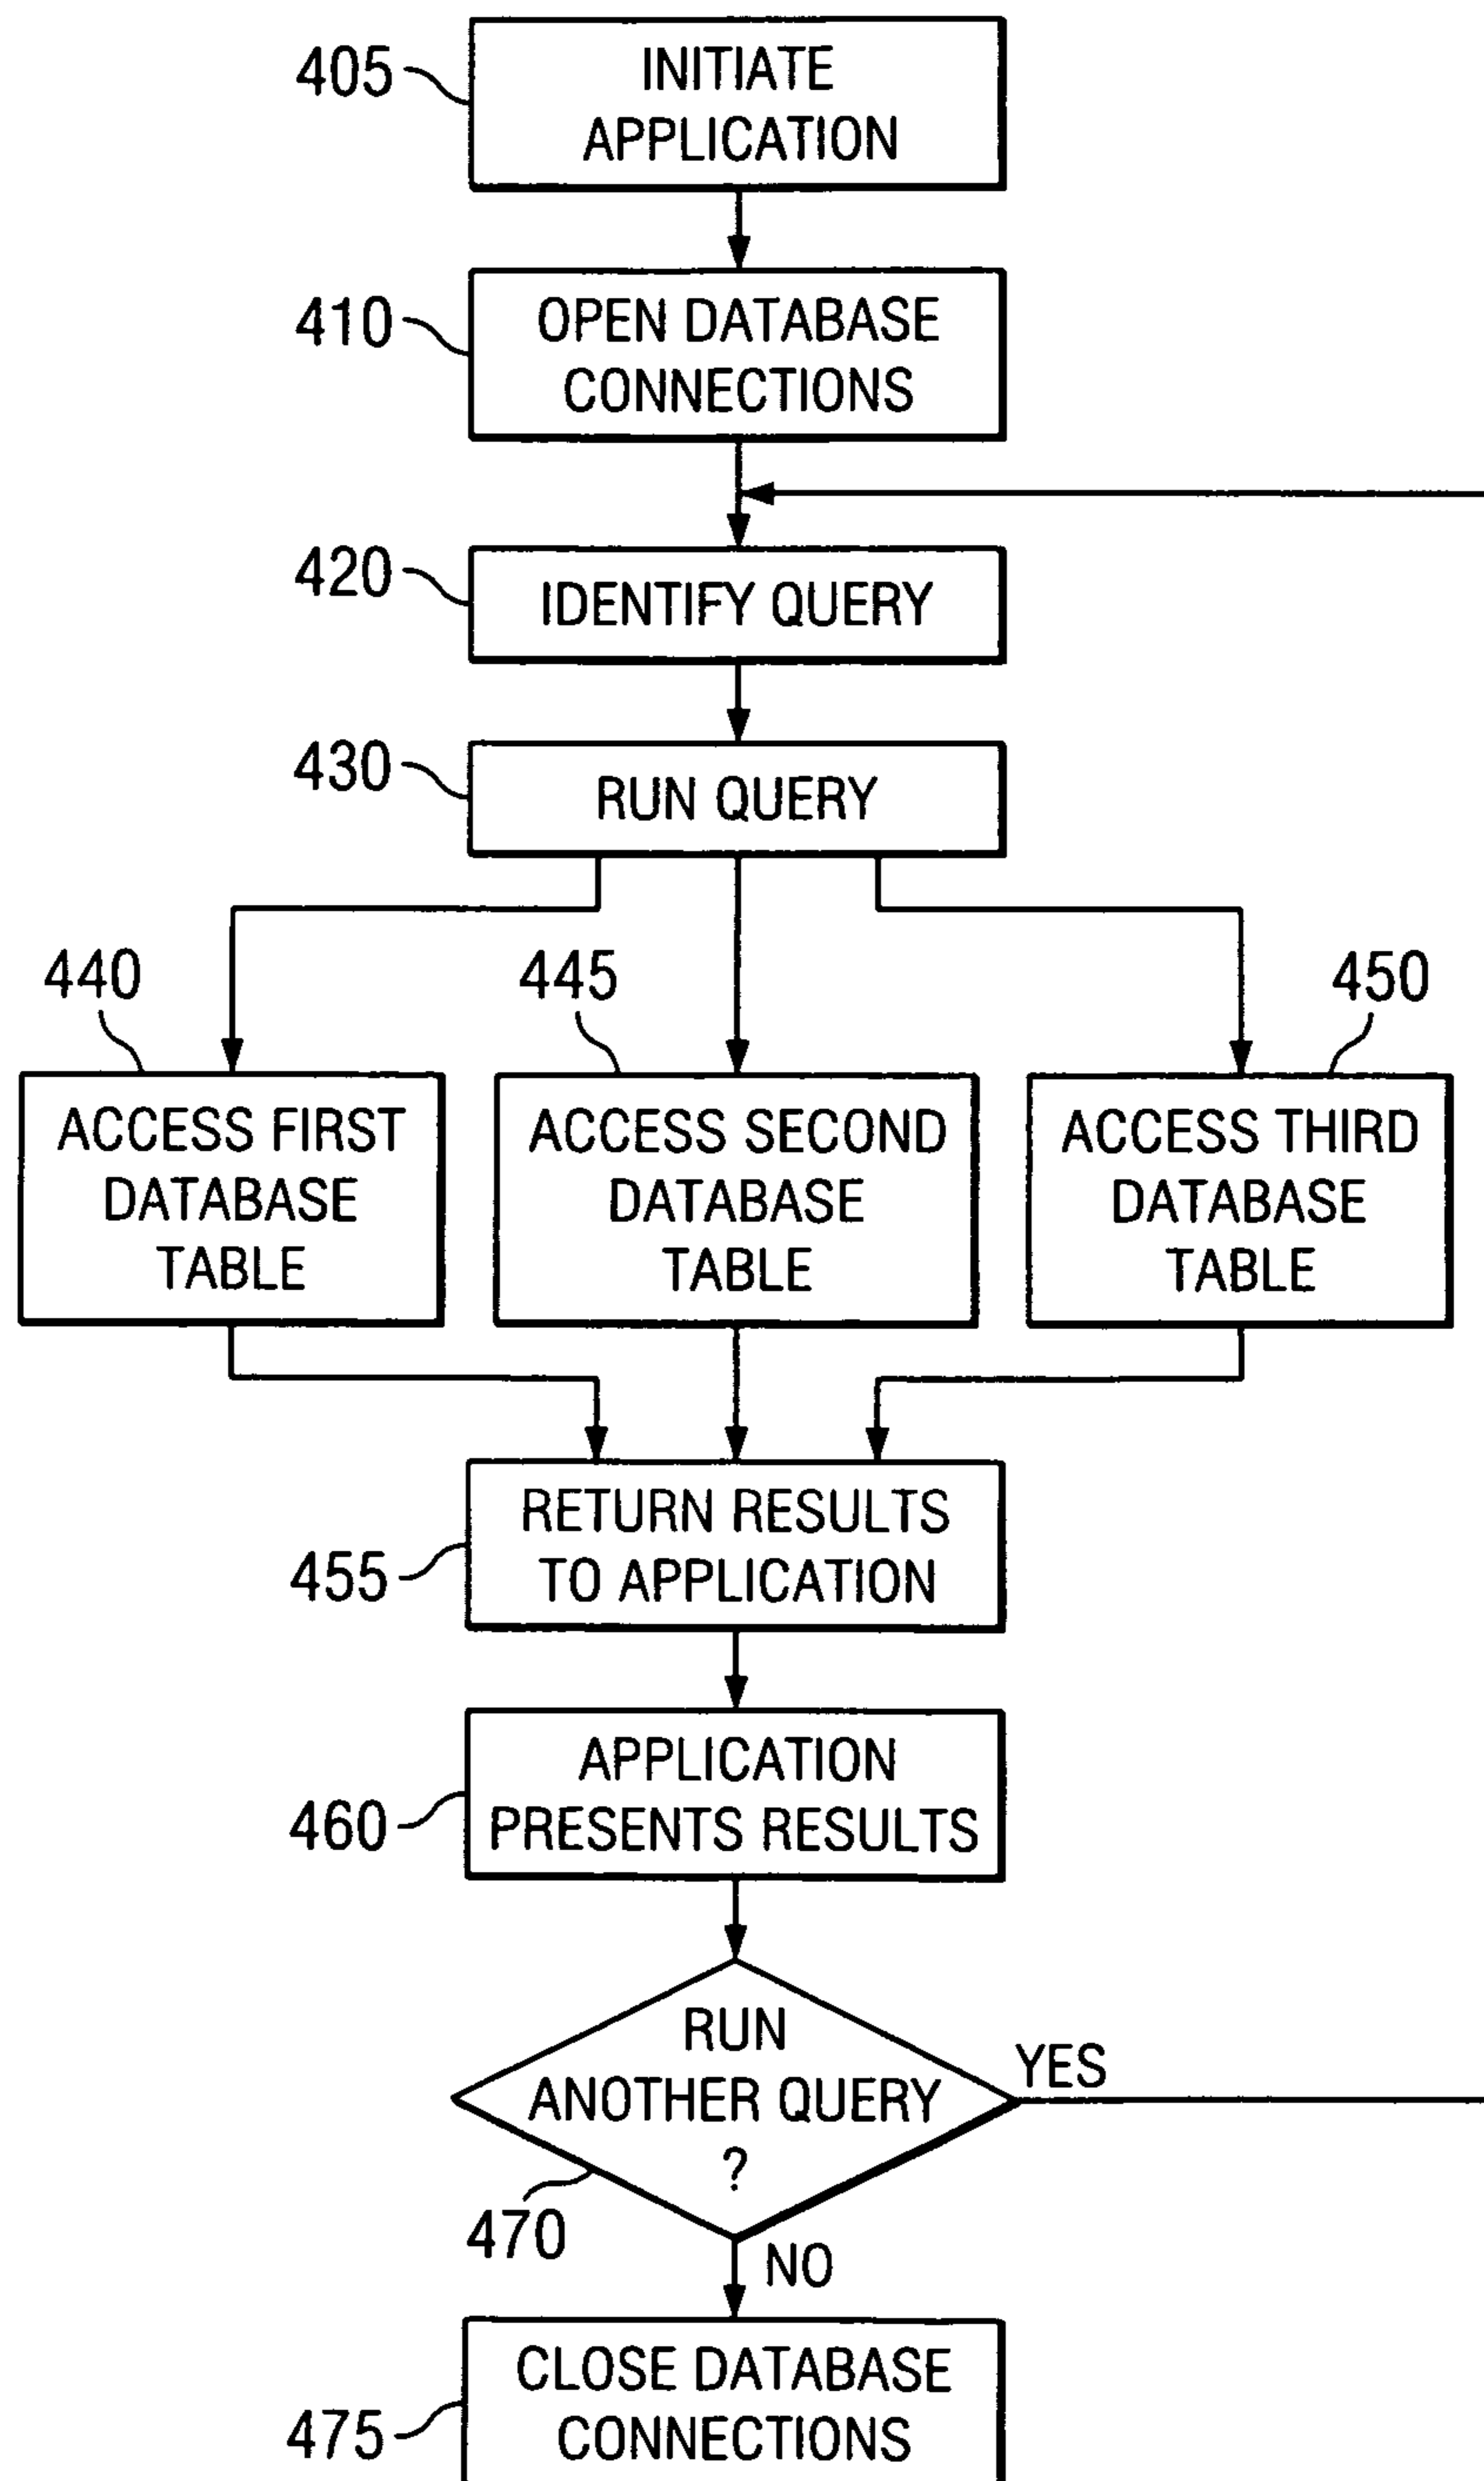 405
INITIATE
APPLICATION
410
OPEN DATABASE
CONNECTIONS
420
IDENTIFY QUERY
430
RUN QUERY
440
445
450
ACCESS FIRST
DATABASE
TABLE
ACCESS SECOND
DATABASE
TABLE
ACCESS THIRD
DATABASE
TABLE
RETURN RESULTS
TO APPLICATION
455
APPLICATION
PRESENTS RESULTS
460
RUN
ANOTHER QUERY
?
YES
470
NO
CLOSE DATABASE
CONNECTIONS
475